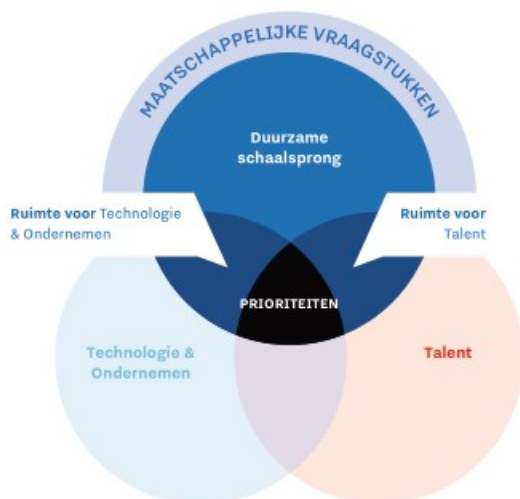 MAATSCHAPPELIJKE VRAAGSTUKKEN
Duurzame
schaalsprong
Ruimte voor Technologie
& Ondernemen
Ruimte voor
Talent
PRIORITEITEN
Technologie &
Ondernemen
Talent